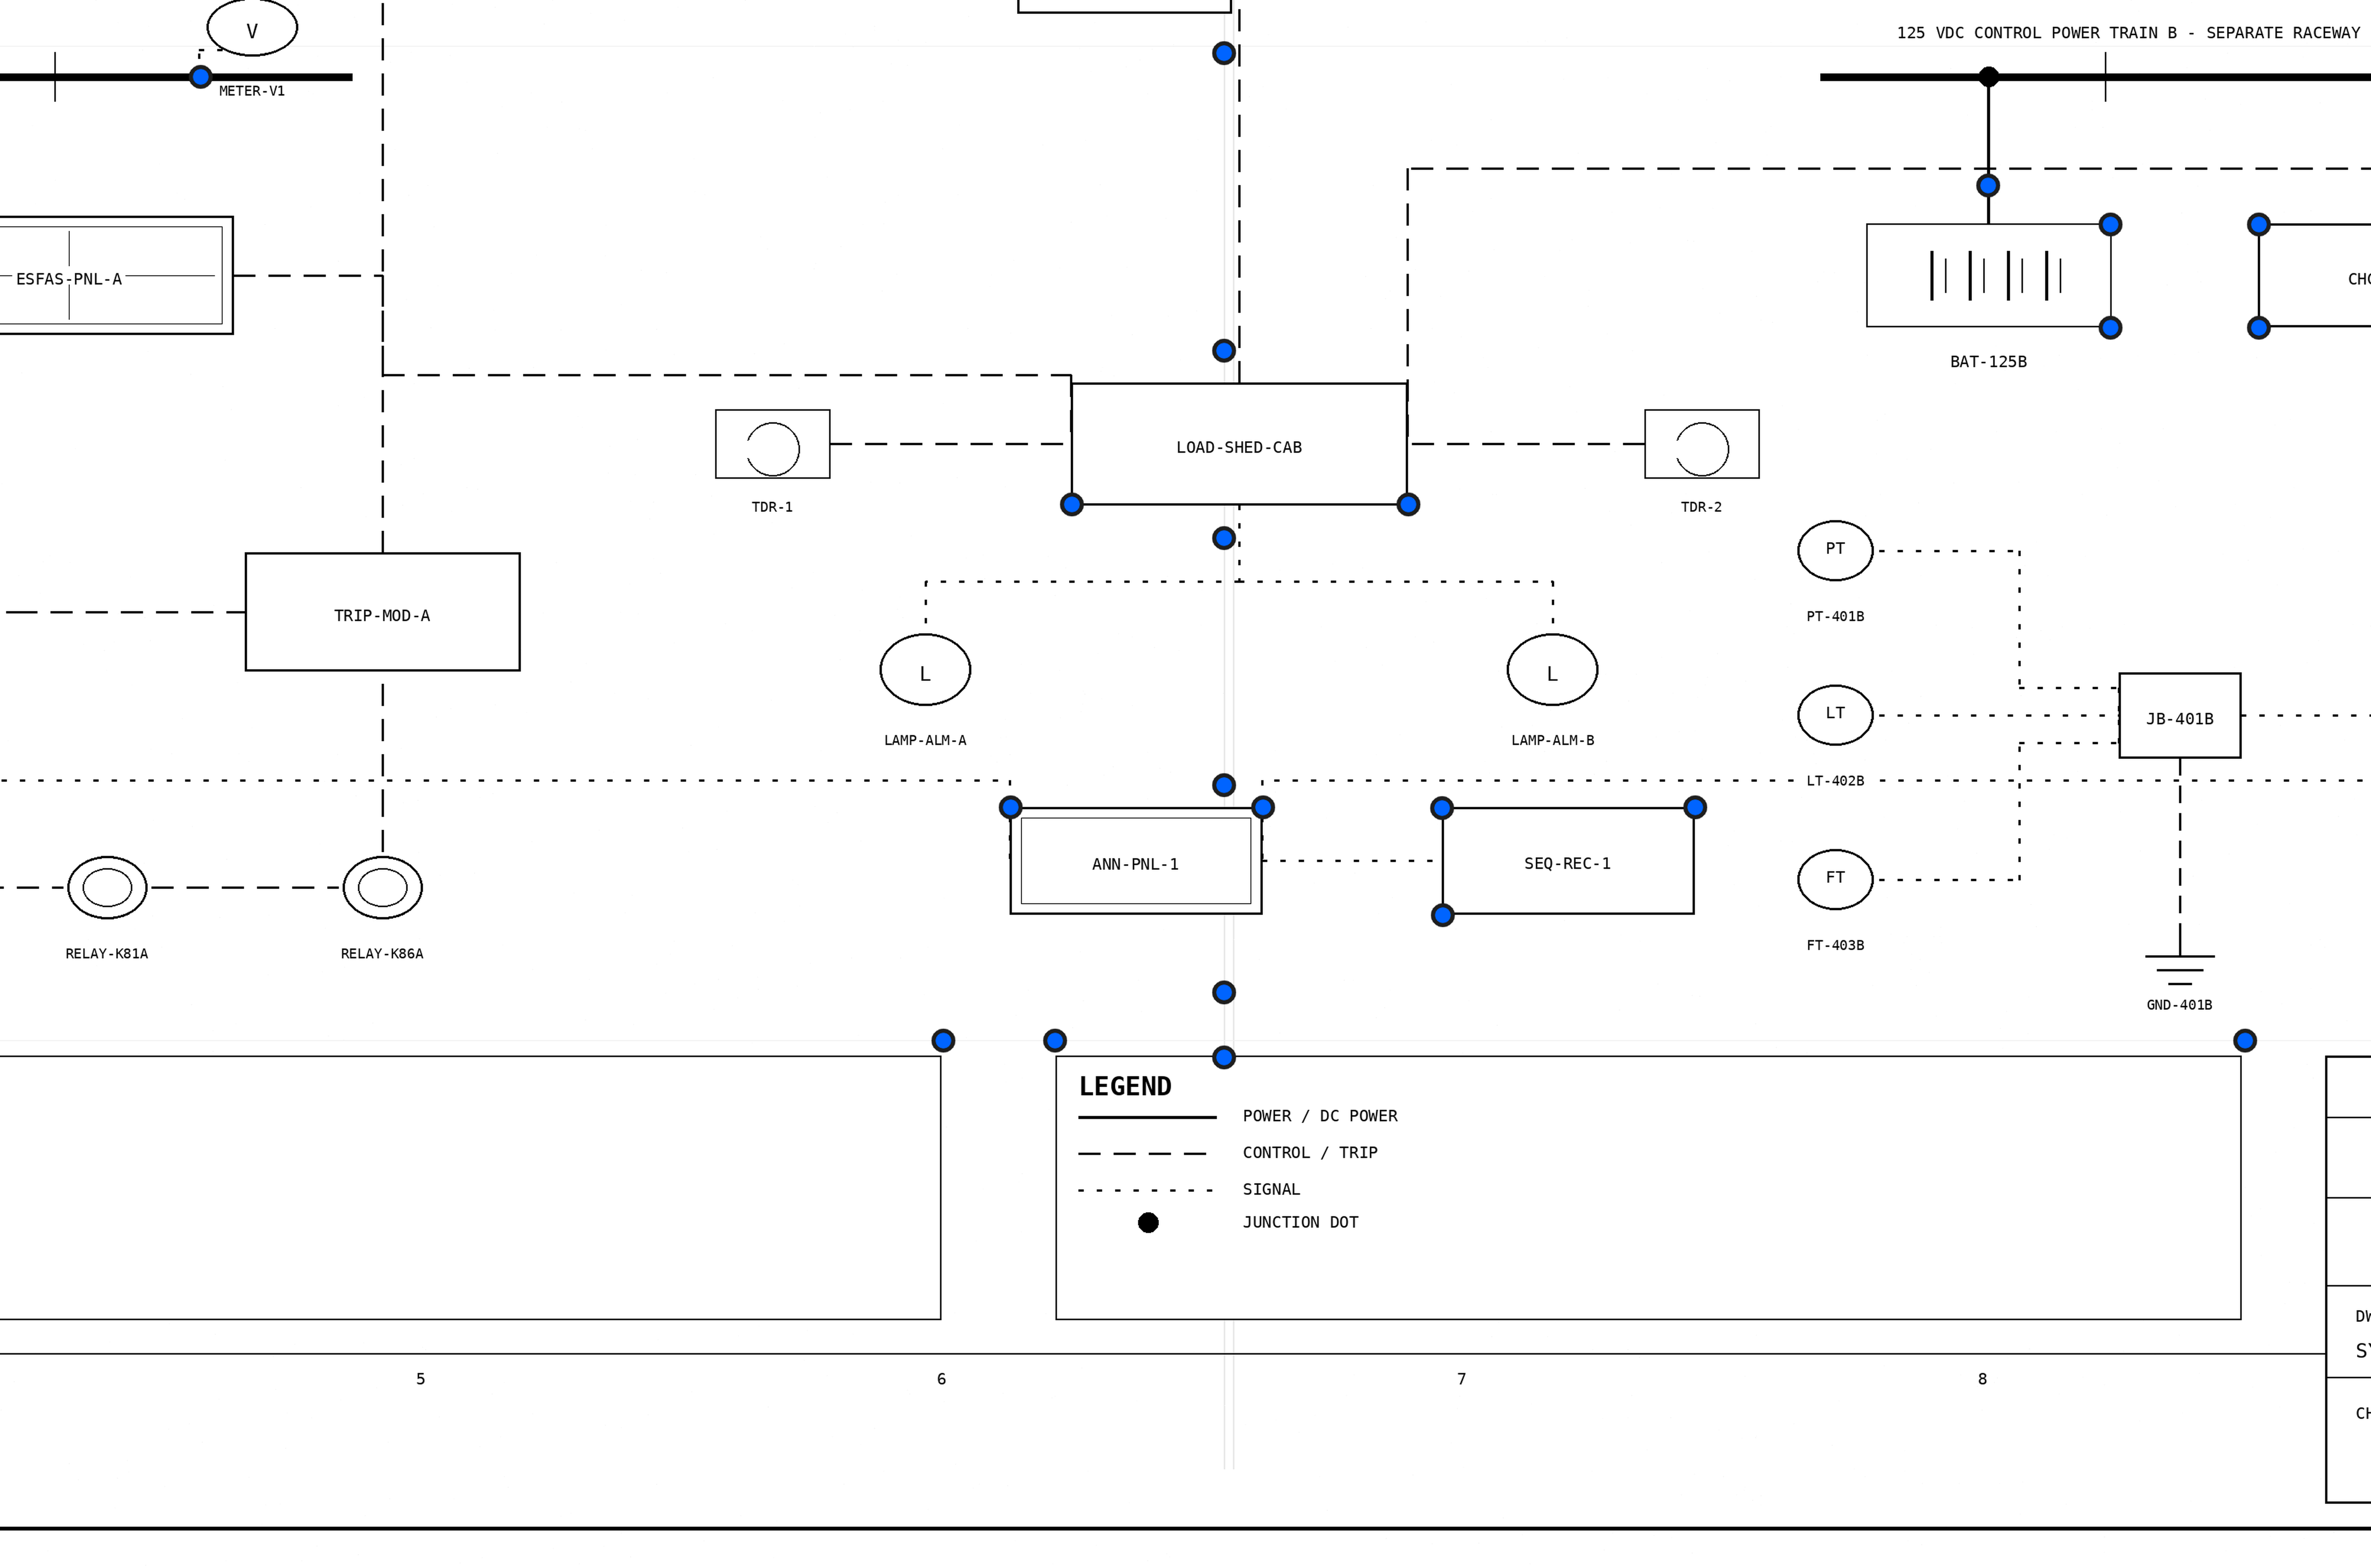 V
125 VDC CONTROL POWER TRAIN B - SEPARATE RACEWAY
METER-V1
ESFAS-PNL-A
BAT-125B
LOAD-SHED-CAB
TDR-1
TDR-2
PT
PT-401B
TRIP-MOD-A
L
L
LT
JB-401B
LAMP-ALM-A
LAMP-ALM-B
LT-402B
ANN-PNL-1
SEQ-REC-1
FT
RELAY-K81A
RELAY-K86A
FT-403B
GND-401B
LEGEND
POWER / DC POWER
CONTROL / TRIP
SIGNAL
JUNCTION DOT
5
6
7
8